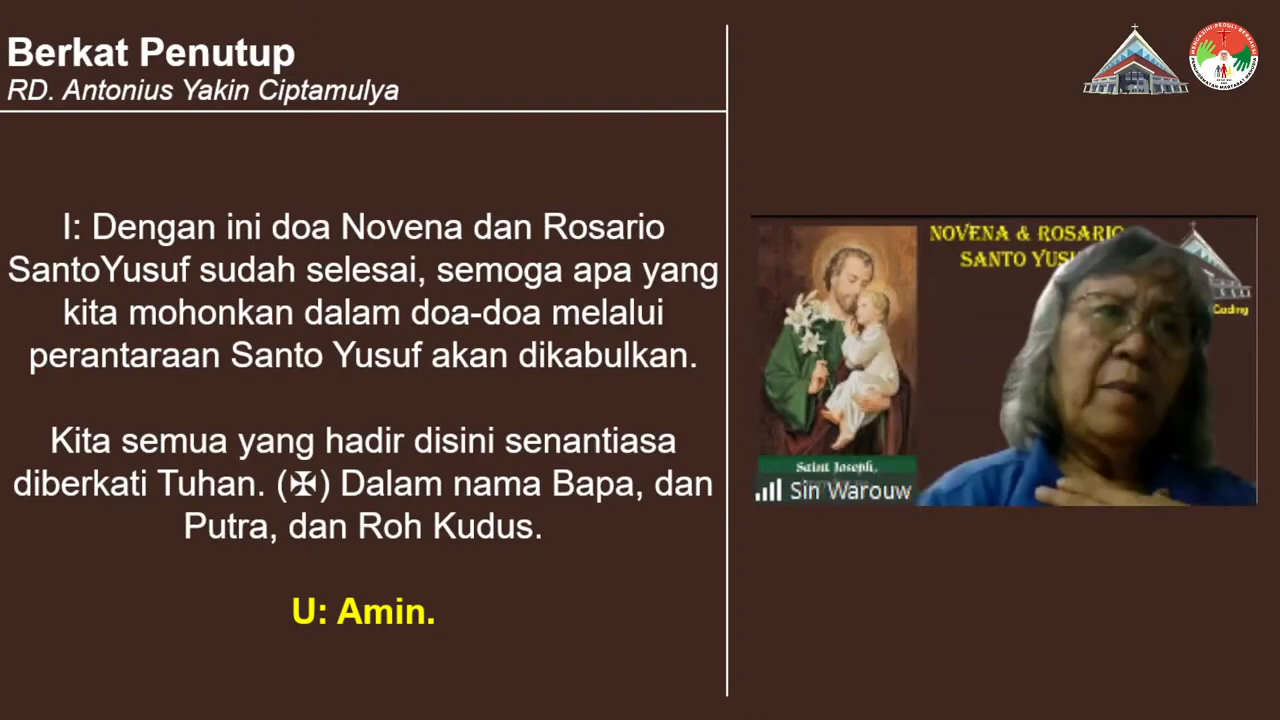 Berkat Penutup
RD. Antonius Yakin Ciptamulya
I: Dengan ini doa Novena dan Rosario
SantoYusuf sudah selesai, semoga apa yang
kita mohonkan dalam doa-doa melalui
perantaraan Santo Yusuf akan dikabulkan.
Kita semua yang hadir disini senantiasa
diberkati Tuhan. (✠) Dalam nama Bapa, dan
Putra, dan Roh Kudus.
U: Amin.
NOVENA & ROSARIO
SANTO YUS
Gading
Saint Joseph,
Sin Warouw